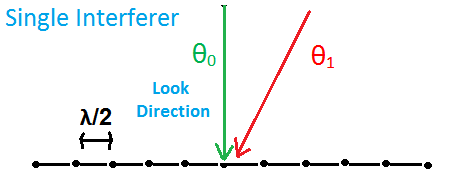 Single Interferer
θ₀
θ₁
Look
Direction
λ/2